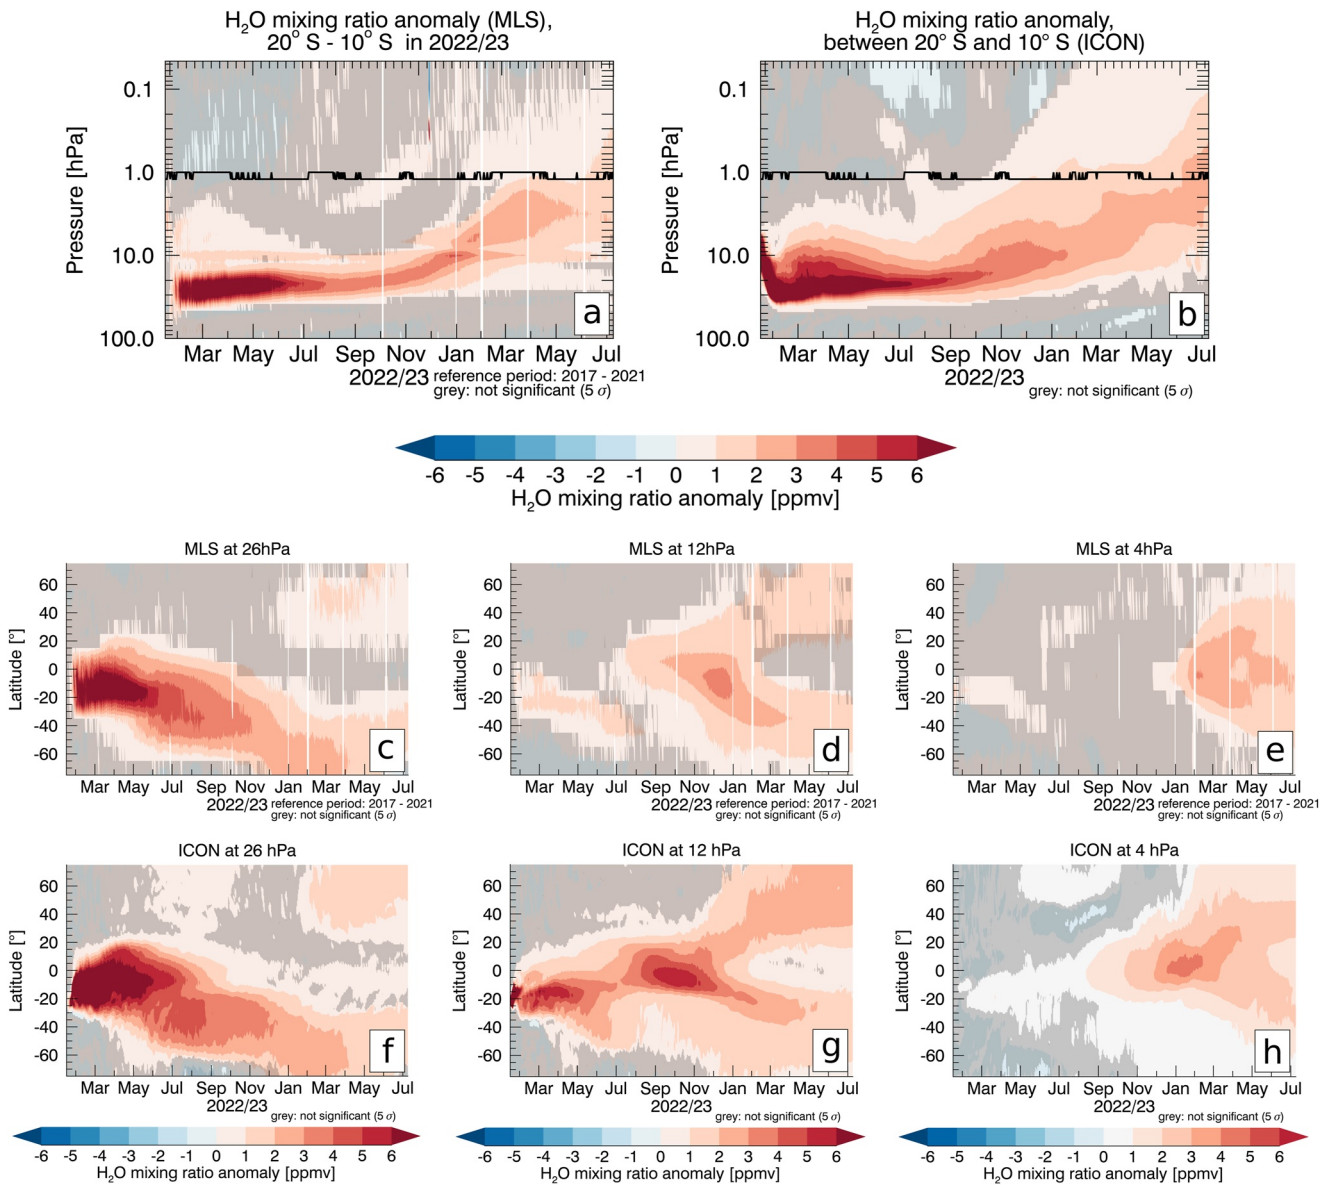 H₂O mixing ratio anomaly (MLS),
20° S - 10° S in 2022/23
H₂O mixing ratio anomaly,
between 20° S and 10° S (ICON)
Pressure [hPa]
0.1
1.0
10.0
100.0
a
Mar May Jul Sep Nov Jan Mar May Jul
2022/23 reference period: 2017 - 2021
grey: not significant (5 σ)
Pressure [hPa]
0.1
1.0
10.0
100.0
b
Mar May Jul Sep Nov Jan Mar May Jul
2022/23
grey: not significant (5 σ)
-6 -5 -4 -3 -2 -1 0 1 2 3 4 5 6
H₂O mixing ratio anomaly [ppmv]
MLS at 26hPa
Latitude [°]
60
40
20
0
-20
-40
-60
c
Mar May Jul Sep Nov Jan Mar May Jul
2022/23 reference period: 2017 - 2021
grey: not significant (5 σ)
MLS at 12hPa
Latitude [°]
60
40
20
0
-20
-40
-60
d
Mar May Jul Sep Nov Jan Mar May Jul
2022/23 reference period: 2017 - 2021
grey: not significant (5 σ)
MLS at 4hPa
Latitude [°]
60
40
20
0
-20
-40
-60
e
Mar May Jul Sep Nov Jan Mar May Jul
2022/23 reference period: 2017 - 2021
grey: not significant (5 σ)
ICON at 26 hPa
Latitude [°]
60
40
20
0
-20
-40
-60
f
Mar May Jul Sep Nov Jan Mar May Jul
2022/23
grey: not significant (5 σ)
-6 -5 -4 -3 -2 -1 0 1 2 3 4 5 6
H₂O mixing ratio anomaly [ppmv]
ICON at 12 hPa
Latitude [°]
60
40
20
0
-20
-40
-60
g
Mar May Jul Sep Nov Jan Mar May Jul
2022/23
grey: not significant (5 σ)
-6 -5 -4 -3 -2 -1 0 1 2 3 4 5 6
H₂O mixing ratio anomaly [ppmv]
ICON at 4 hPa
Latitude [°]
60
40
20
0
-20
-40
-60
h
Mar May Jul Sep Nov Jan Mar May Jul
2022/23
grey: not significant (5 σ)
-6 -5 -4 -3 -2 -1 0 1 2 3 4 5 6
H₂O mixing ratio anomaly [ppmv]